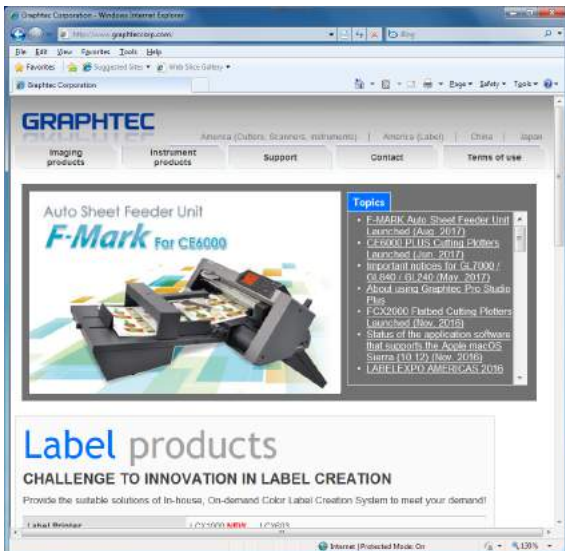 Graphtec Corporation - Windows Internet Explorer
http://www.graphteccorp.com/
Bing
File Edit View Favorites Tools Help
Favorites Suggested Sites Web Slice Gallery
Graphtec Corporation
Page Safety Tools
GRAPHTEC
America (Cutters, Scanners, Instruments) | America (Label) | China | Japan
Imaging products
Instrument products
Support
Contact
Terms of use
Auto Sheet Feeder Unit
F-Mark For CE6000
Topics
F-MARK Auto Sheet Feeder Unit
Launched (Aug. 2017)
CE6000 PLUS Cutting Plotters
Launched (Jun. 2017)
Important notices for GL7000 /
GL840 / GL240 (May. 2017)
About using Graphtec Pro Studio
Plus
FCX2000 Flatbed Cutting Plotters
Launched (Nov. 2016)
Status of the application software
that supports the Apple macOS
Sierra (10.12) (Nov. 2016)
LABELEXPO AMERICAS 2016
Label products
CHALLENGE TO INNOVATION IN LABEL CREATION
Provide the suitable solutions of In-house, On-demand Color Label Creation System to meet your demand!
Label Printer LCX1000 NEW LCX603
Internet | Protected Mode: On
130%